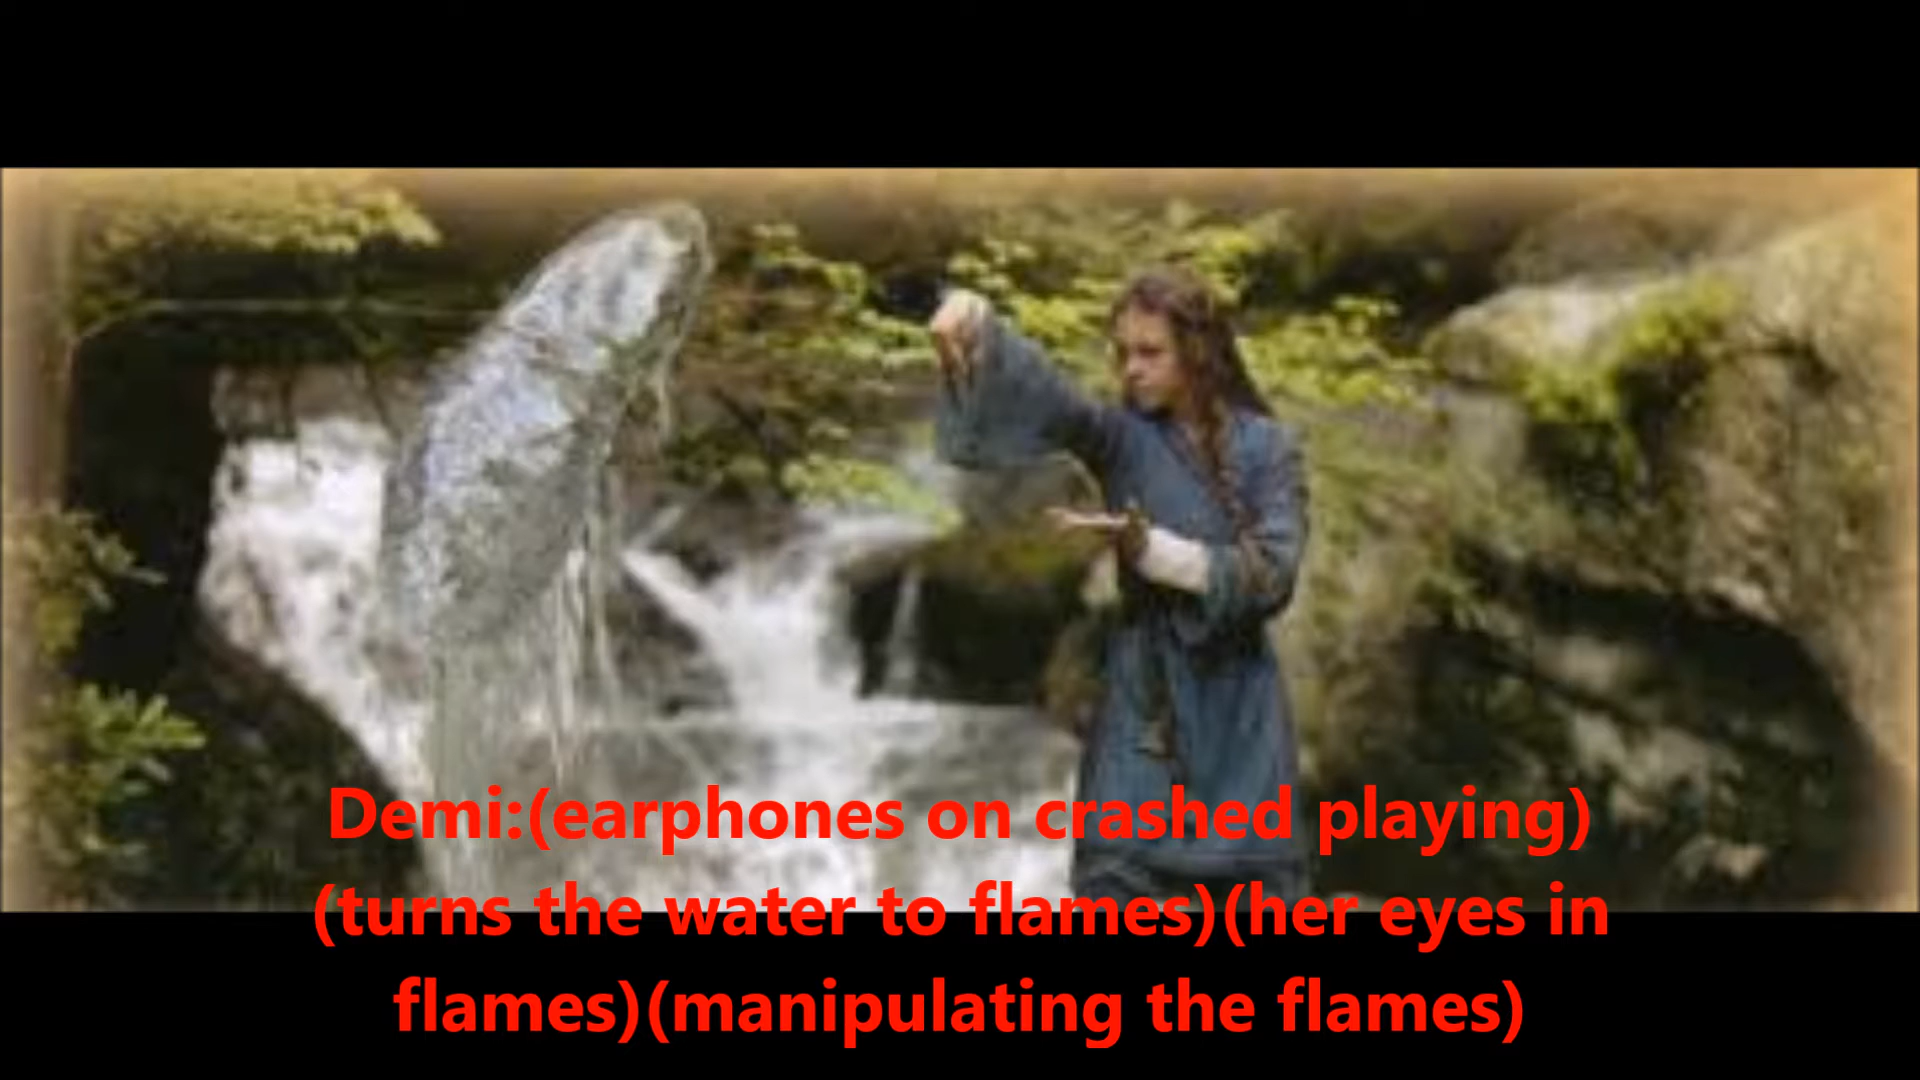 Demi:(earphones on crashed playing)
(turns the water to flames)(her eyes in
flames)(manipulating the flames)